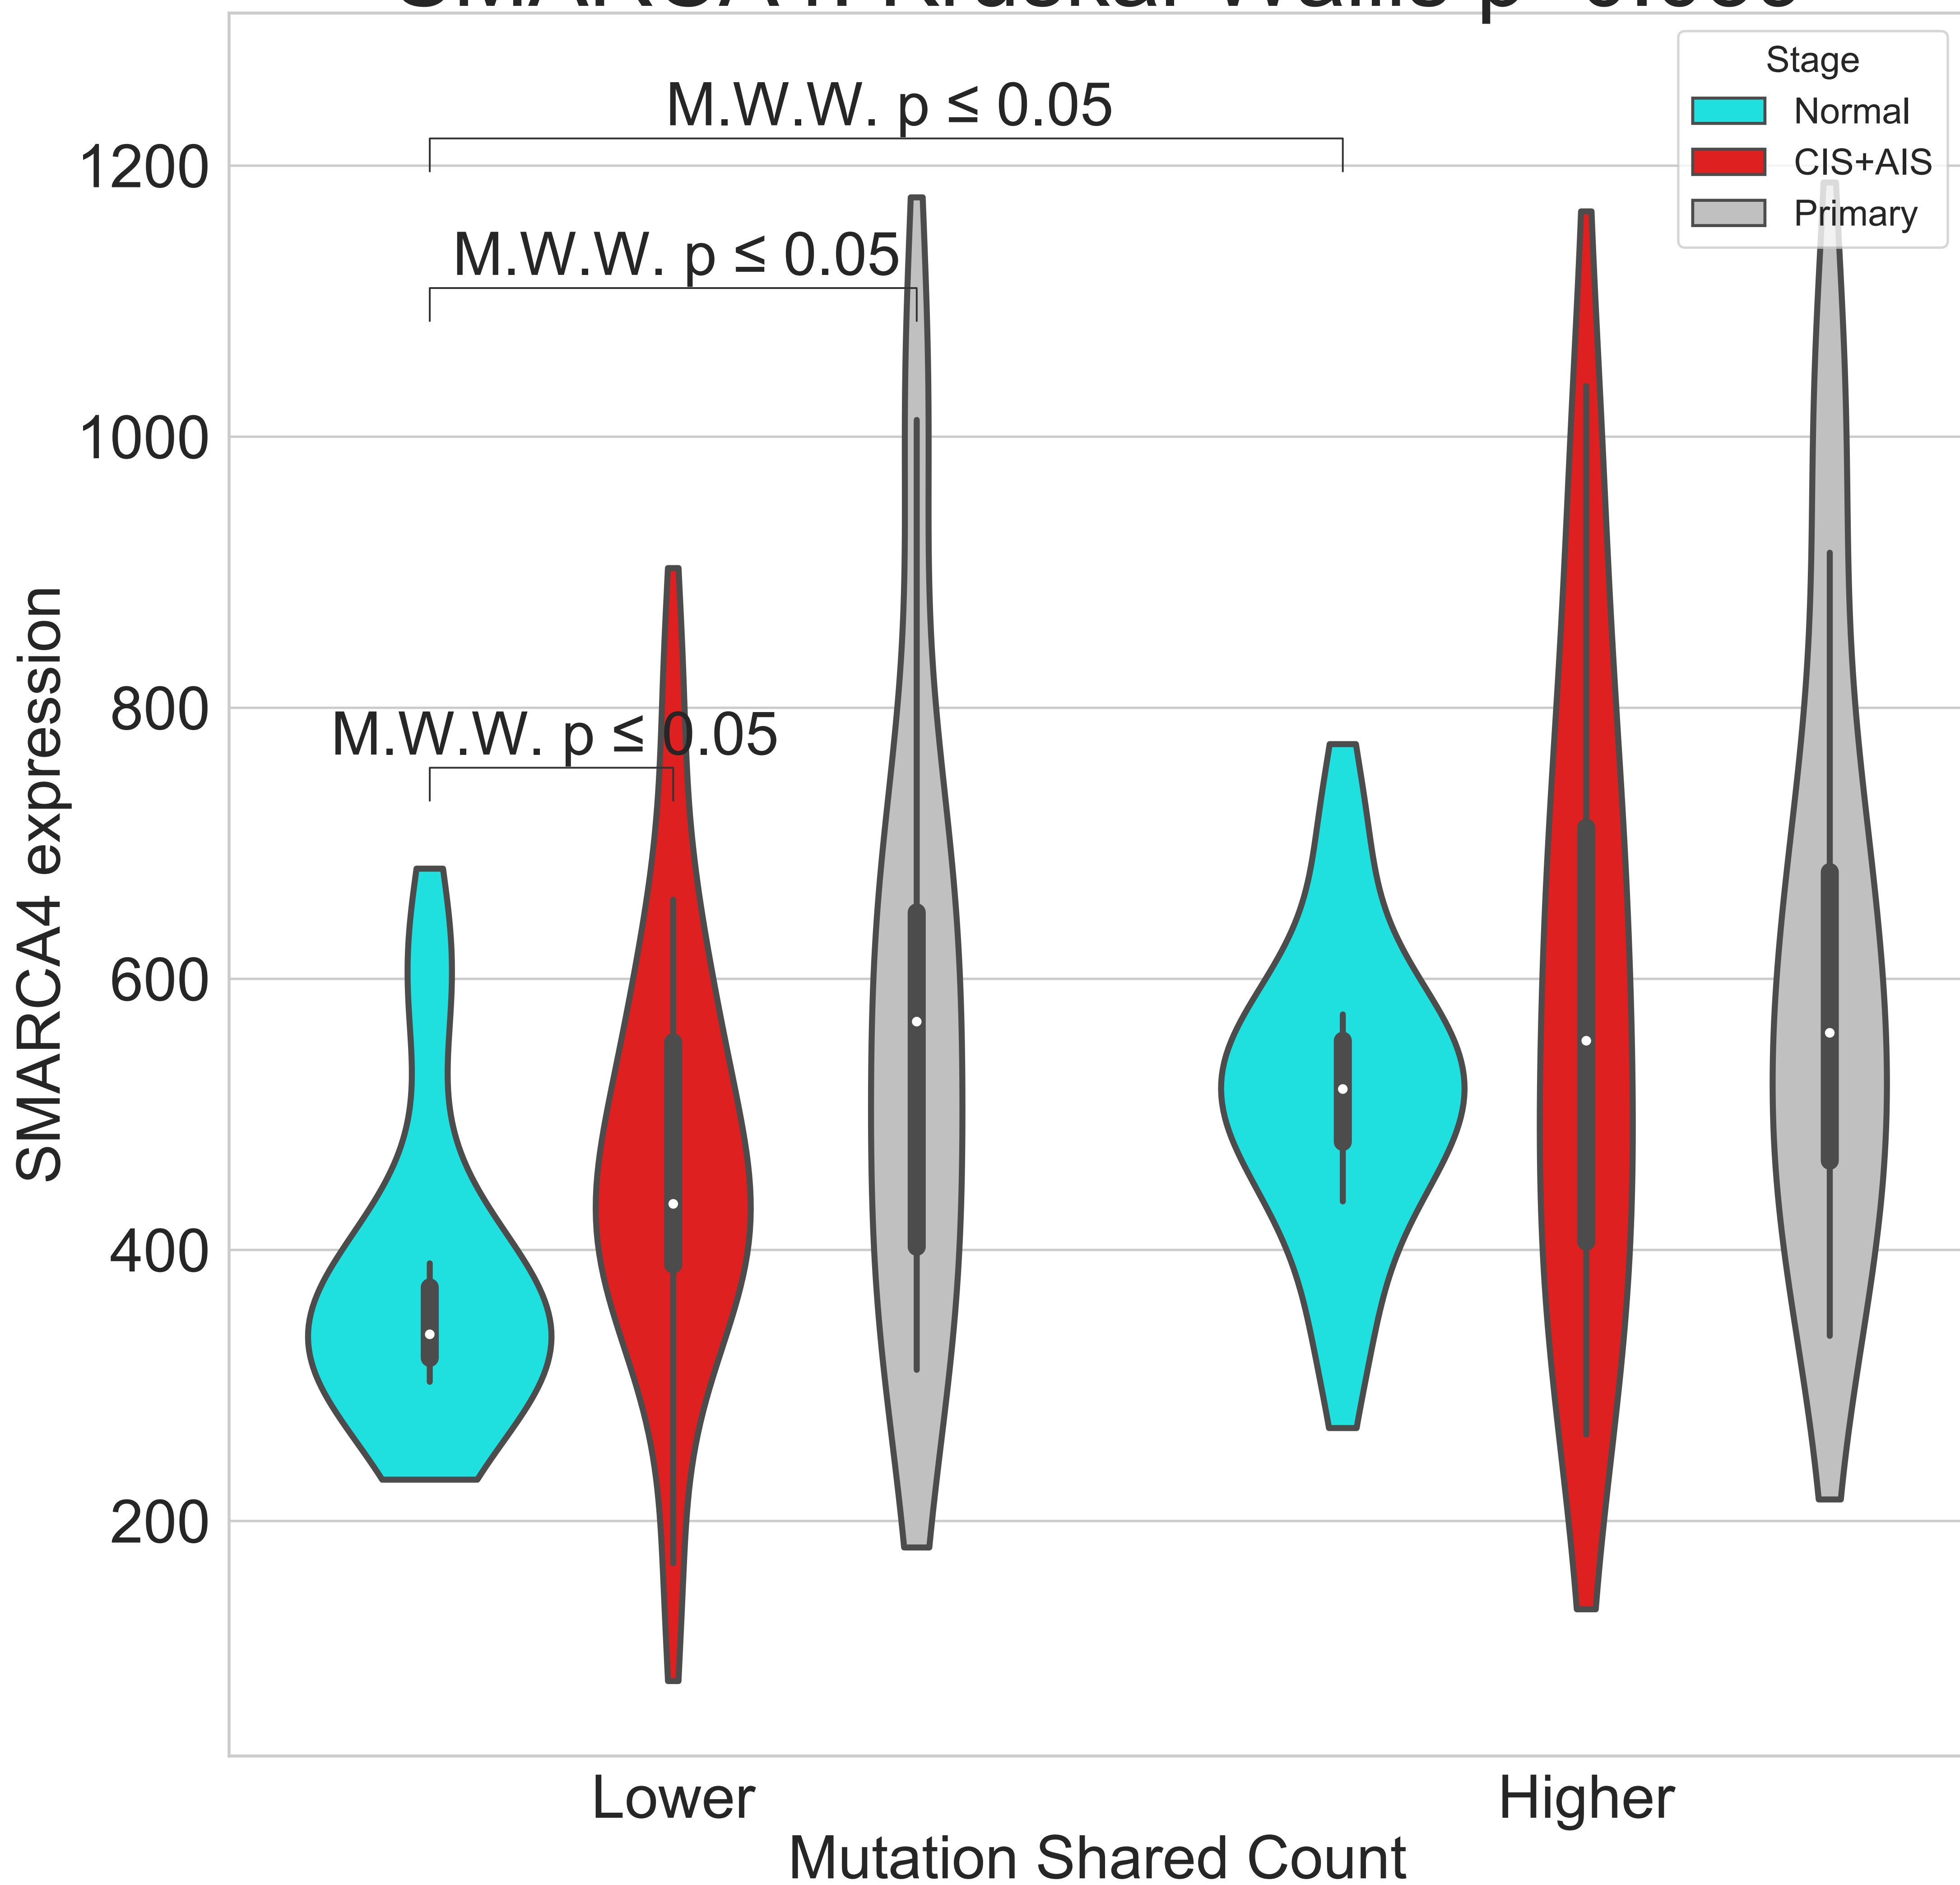 M.W.W. p ≤ 0.05
M.W.W. p ≤ 0.05
M.W.W. p ≤ 0.05
Stage
Normal
CIS+AIS
Primary
1200
1000
800
600
400
200
SMARCA4 expression
Lower
Higher
Mutation Shared Count